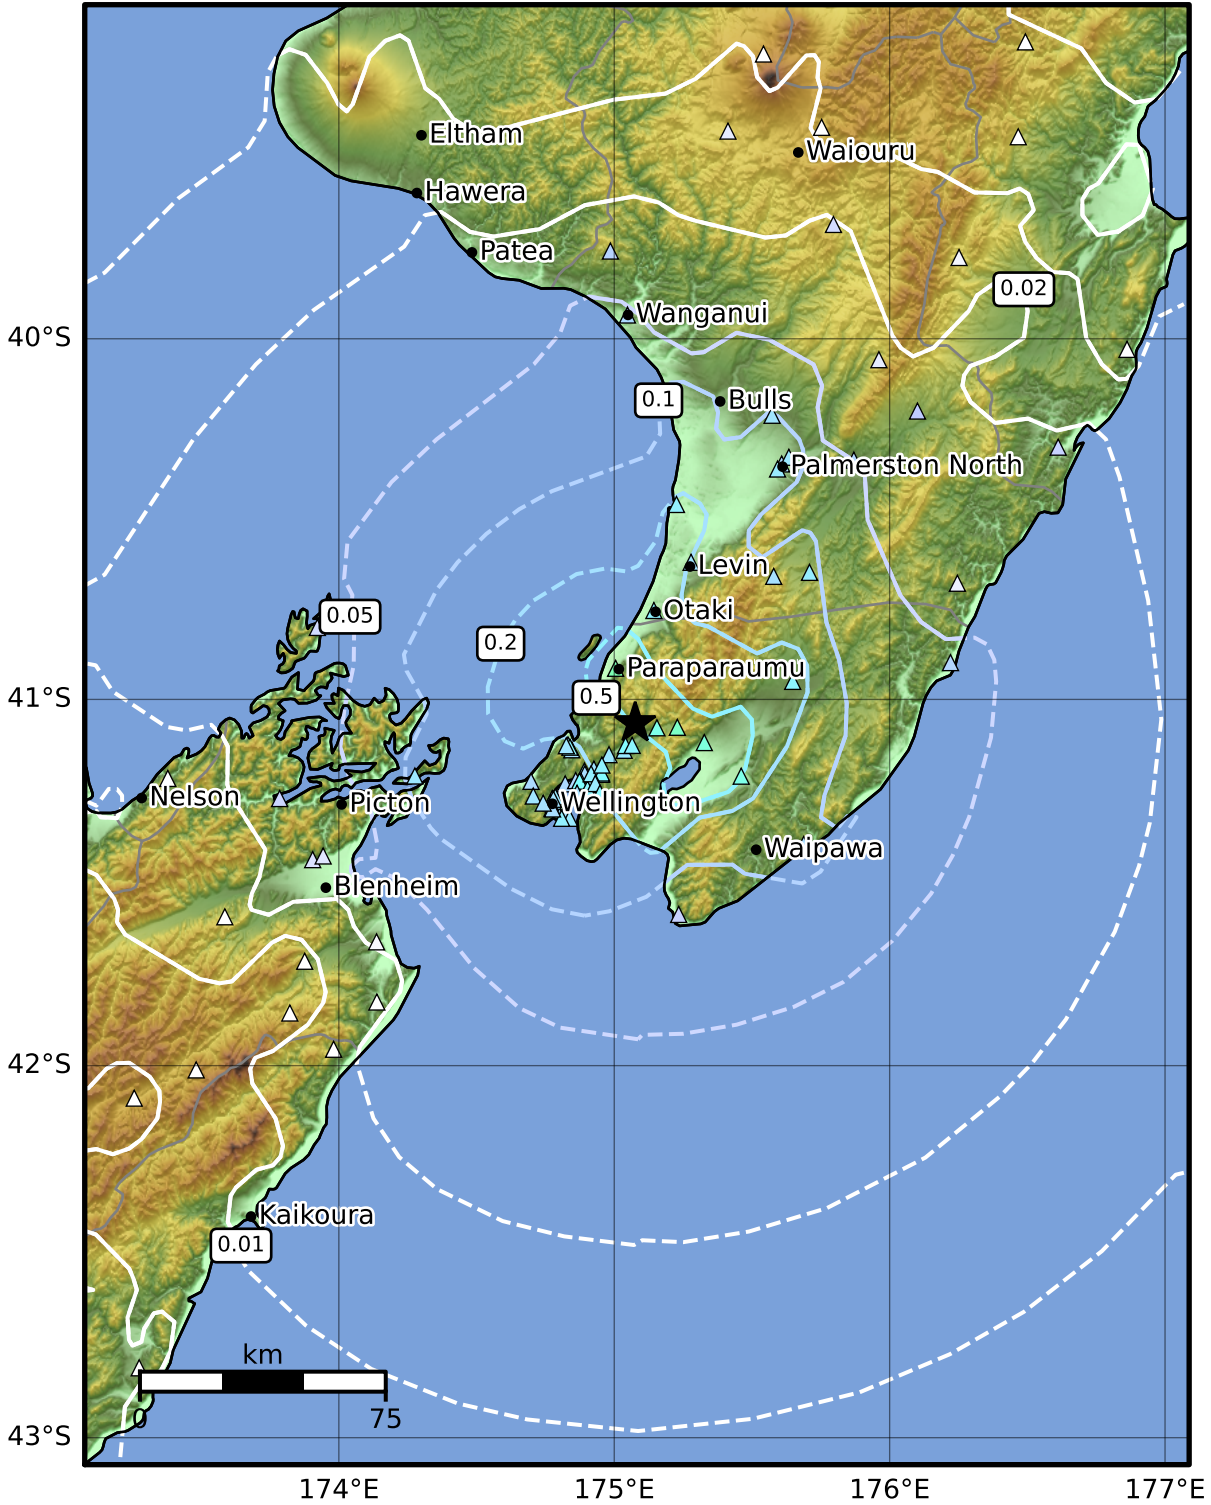 Eltham
Waiouru
Hawera
Patea
0.02
Wanganui
40°S
0.1
Bulls
Palmerston North
Levin
Otaki
0.05
0.2
Paraparaumu
0.5
41°S
Nelson
Picton
Wellington
Waipawa
Blenheim
42°S
Kaikoura
0.01
km
0
75
43°S
174°E
175°E
176°E
177°E